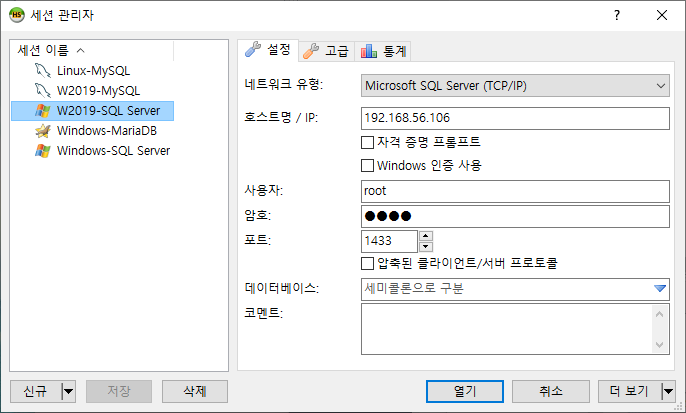 HS 세션 관리자
세션 이름
Linux-MySQL
W2019-MySQL
W2019-SQL Server
Windows-MariaDB
Windows-SQL Server
설정 고급 통계
네트워크 유형: Microsoft SQL Server (TCP/IP)
호스트명 / IP: 192.168.56.106
자격 증명 프롬프트
Windows 인증 사용
사용자: root
암호: ●●●●
포트: 1433
압축된 클라이언트/서버 프로토콜
데이터베이스: 세미콜론으로 구분
코멘트:
신규 저장 삭제 열기 취소 더 보기